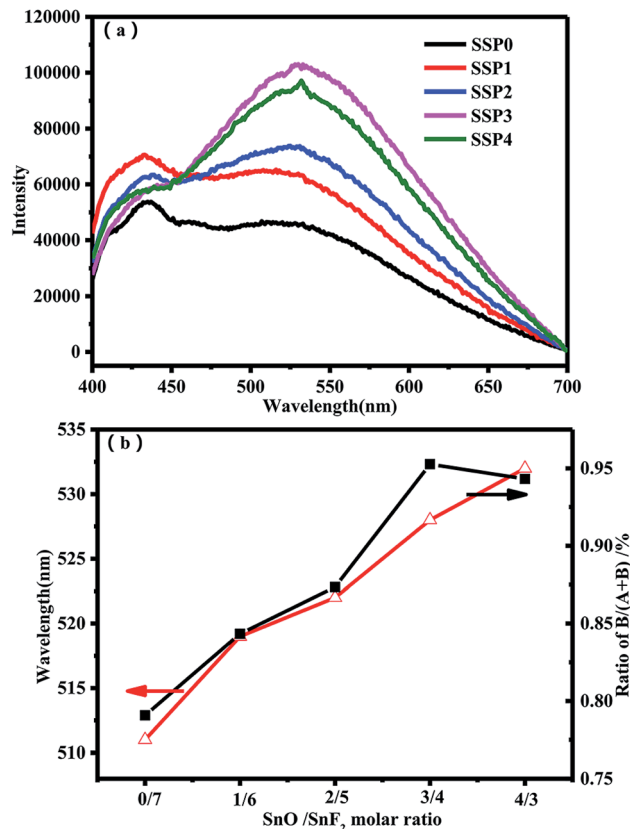 (a)
SSP0
SSP1
SSP2
SSP3
SSP4
120000
100000
80000
60000
40000
20000
0
Intensity
400 450 500 550 600 650 700
Wavelength(nm)
(b)
535
530
525
520
515
510
Wavelength(nm)
0.95
0.90
0.85
0.80
0.75
Ratio of B/(A+B) /%
0/7 1/6 2/5 3/4 4/3
SnO /SnF₂ molar ratio